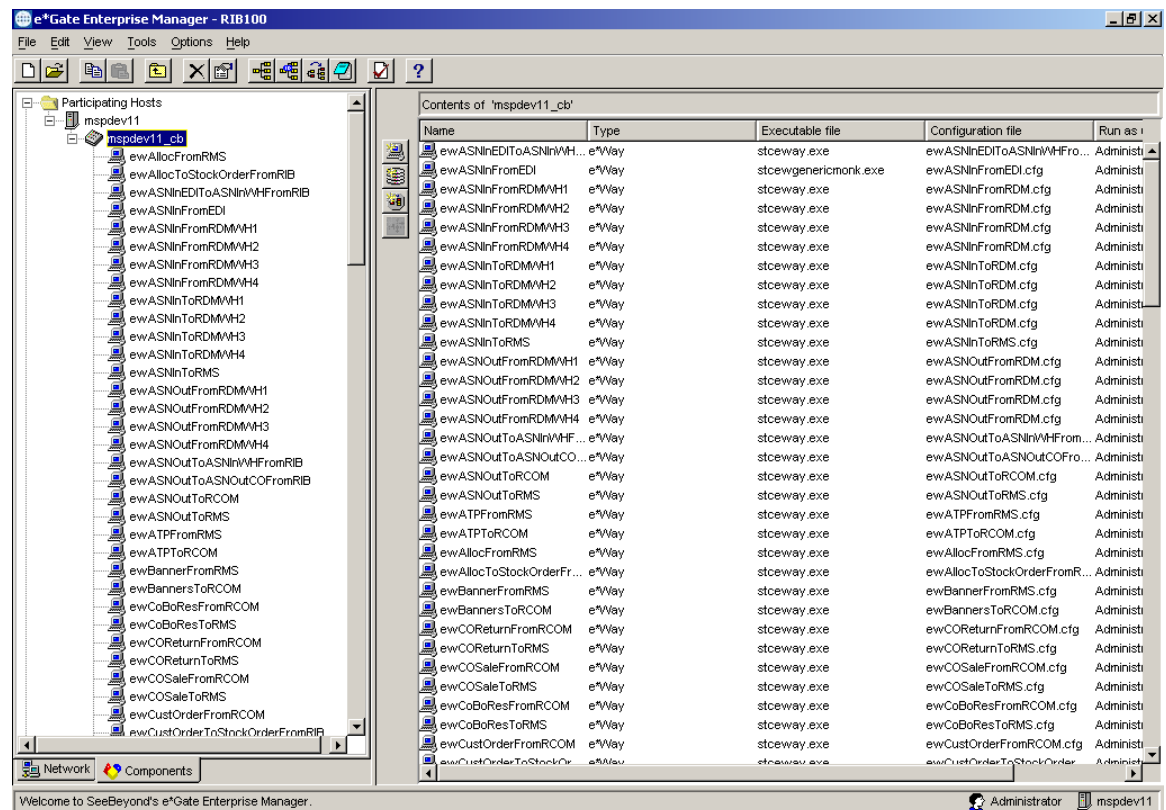 e*Gate Enterprise Manager - RIB100
File Edit View Tools Options Help
Participating Hosts
mspdev11
mspdev11_cb
ewAllocFromRMS
ewAllocToStockOrderFromRIB
ewASNInEDIToASNInWHFromRIB
ewASNInFromEDI
ewASNInFromRDMWH1
ewASNInFromRDMWH2
ewASNInFromRDMWH3
ewASNInFromRDMWH4
ewASNInToRDMWH1
ewASNInToRDMWH2
ewASNInToRDMWH3
ewASNInToRDMWH4
ewASNInToRMS
ewASNOutFromRDMWH1
ewASNOutFromRDMWH2
ewASNOutFromRDMWH3
ewASNOutFromRDMWH4
ewASNOutToASNInWHFromRIB
ewASNOutToASNOutCOFromRIB
ewASNOutToRCOM
ewASNOutToRMS
ewATPFromRMS
ewATPToRCOM
ewBannerFromRMS
ewBannersToRCOM
ewCoBoResFromRCOM
ewCoBoResToRMS
ewCOReturnFromRCOM
ewCOReturnToRMS
ewCOSaleFromRCOM
ewCOSaleToRMS
ewCustOrderFromRCOM
ewCustOrderToStockOrderFromRIB
Network Components
Contents of 'mspdev11_cb'
Name Type Executable file Configuration file Run as
ewASNInEDIToASNInWH... e*Way stceway.exe ewASNInEDIToASNInWHFro... Administ
ewASNInFromEDI e*Way stcewgenericmonk.exe ewASNInFromEDI.cfg Administ
ewASNInFromRDMWH1 e*Way stceway.exe ewASNInFromRDM.cfg Administ
ewASNInFromRDMWH2 e*Way stceway.exe ewASNInFromRDM.cfg Administ
ewASNInFromRDMWH3 e*Way stceway.exe ewASNInFromRDM.cfg Administ
ewASNInFromRDMWH4 e*Way stceway.exe ewASNInFromRDM.cfg Administ
ewASNInToRDMWH1 e*Way stceway.exe ewASNInToRDM.cfg Administ
ewASNInToRDMWH2 e*Way stceway.exe ewASNInToRDM.cfg Administ
ewASNInToRDMWH3 e*Way stceway.exe ewASNInToRDM.cfg Administ
ewASNInToRDMWH4 e*Way stceway.exe ewASNInToRDM.cfg Administ
ewASNInToRMS e*Way stceway.exe ewASNInToRMS.cfg Administ
ewASNOutFromRDMWH1 e*Way stceway.exe ewASNOutFromRDM.cfg Administ
ewASNOutFromRDMWH2 e*Way stceway.exe ewASNOutFromRDM.cfg Administ
ewASNOutFromRDMWH3 e*Way stceway.exe ewASNOutFromRDM.cfg Administ
ewASNOutFromRDMWH4 e*Way stceway.exe ewASNOutFromRDM.cfg Administ
ewASNOutToASNInWHF... e*Way stceway.exe ewASNOutToASNInWHFrom... Administ
ewASNOutToASNOutCO... e*Way stceway.exe ewASNOutToASNOutCOFro... Administ
ewASNOutToRCOM e*Way stceway.exe ewASNOutToRCOM.cfg Administ
ewASNOutToRMS e*Way stceway.exe ewASNOutToRMS.cfg Administ
ewATPFromRMS e*Way stceway.exe ewATPFromRMS.cfg Administ
ewATPToRCOM e*Way stceway.exe ewATPToRCOM.cfg Administ
ewAllocFromRMS e*Way stceway.exe ewAllocFromRMS.cfg Administ
ewAllocToStockOrderFr... e*Way stceway.exe ewAllocToStockOrderFromR... Administ
ewBannerFromRMS e*Way stceway.exe ewBannerFromRMS.cfg Administ
ewBannersToRCOM e*Way stceway.exe ewBannersToRCOM.cfg Administ
ewCOReturnFromRCOM e*Way stceway.exe ewCOReturnFromRCOM.cfg Administ
ewCOReturnToRMS e*Way stceway.exe ewCOReturnToRMS.cfg Administ
ewCOSaleFromRCOM e*Way stceway.exe ewCOSaleFromRCOM.cfg Administ
ewCOSaleToRMS e*Way stceway.exe ewCOSaleToRMS.cfg Administ
ewCoBoResFromRCOM e*Way stceway.exe ewCoBoResFromRCOM.cfg Administ
ewCoBoResToRMS e*Way stceway.exe ewCoBoResToRMS.cfg Administ
ewCustOrderFromRCOM e*Way stceway.exe ewCustOrderFromRCOM.cfg Administ
ewCustOrderToStockOr... e*Way stceway.exe ewCustOrderToStockOrder... Administ
Welcome to SeeBeyond's e*Gate Enterprise Manager. Administrator mspdev11